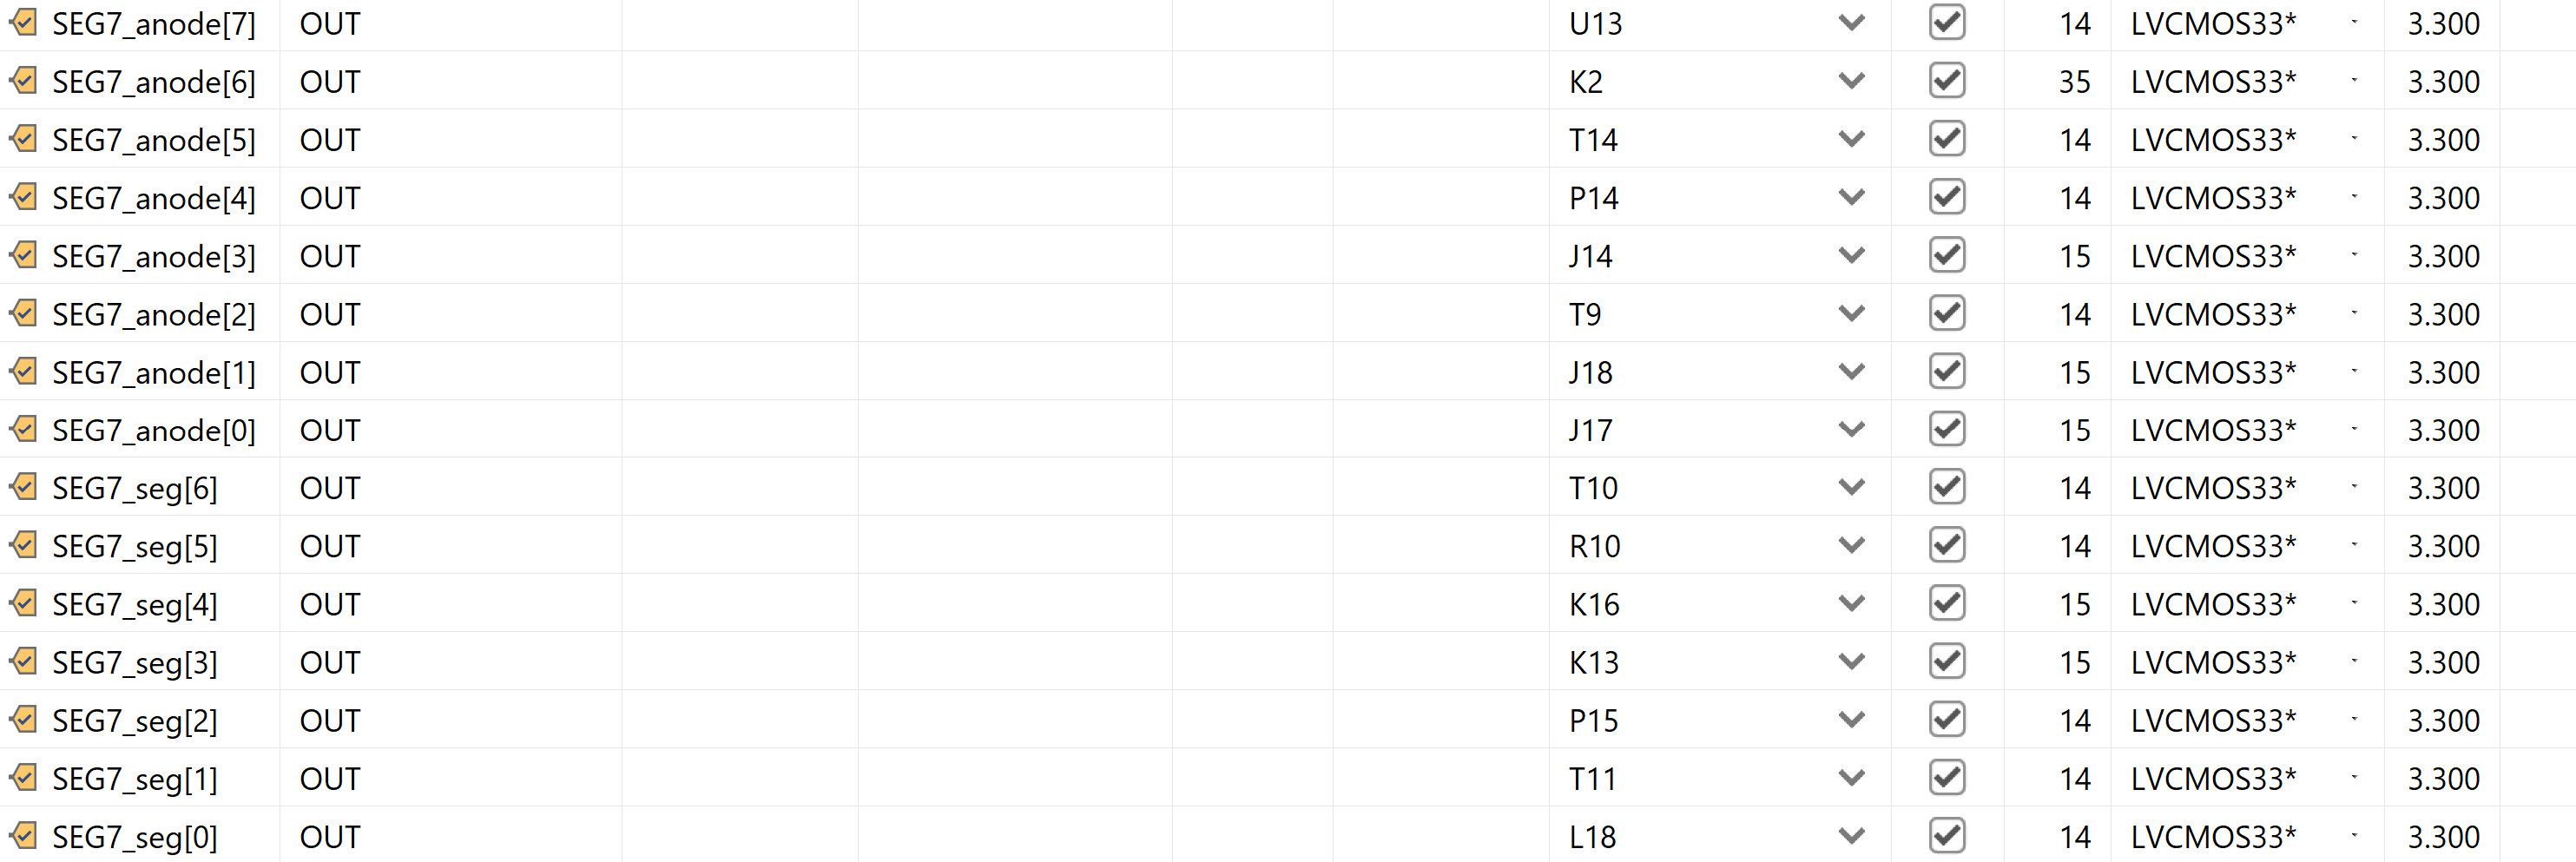 SEG7_anode[7] OUT U13 14 LVCMOS33* 3.300
SEG7_anode[6] OUT K2 35 LVCMOS33* 3.300
SEG7_anode[5] OUT T14 14 LVCMOS33* 3.300
SEG7_anode[4] OUT P14 14 LVCMOS33* 3.300
SEG7_anode[3] OUT J14 15 LVCMOS33* 3.300
SEG7_anode[2] OUT T9 14 LVCMOS33* 3.300
SEG7_anode[1] OUT J18 15 LVCMOS33* 3.300
SEG7_anode[0] OUT J17 15 LVCMOS33* 3.300
SEG7_seg[6] OUT T10 14 LVCMOS33* 3.300
SEG7_seg[5] OUT R10 14 LVCMOS33* 3.300
SEG7_seg[4] OUT K16 15 LVCMOS33* 3.300
SEG7_seg[3] OUT K13 15 LVCMOS33* 3.300
SEG7_seg[2] OUT P15 14 LVCMOS33* 3.300
SEG7_seg[1] OUT T11 14 LVCMOS33* 3.300
SEG7_seg[0] OUT L18 14 LVCMOS33* 3.300